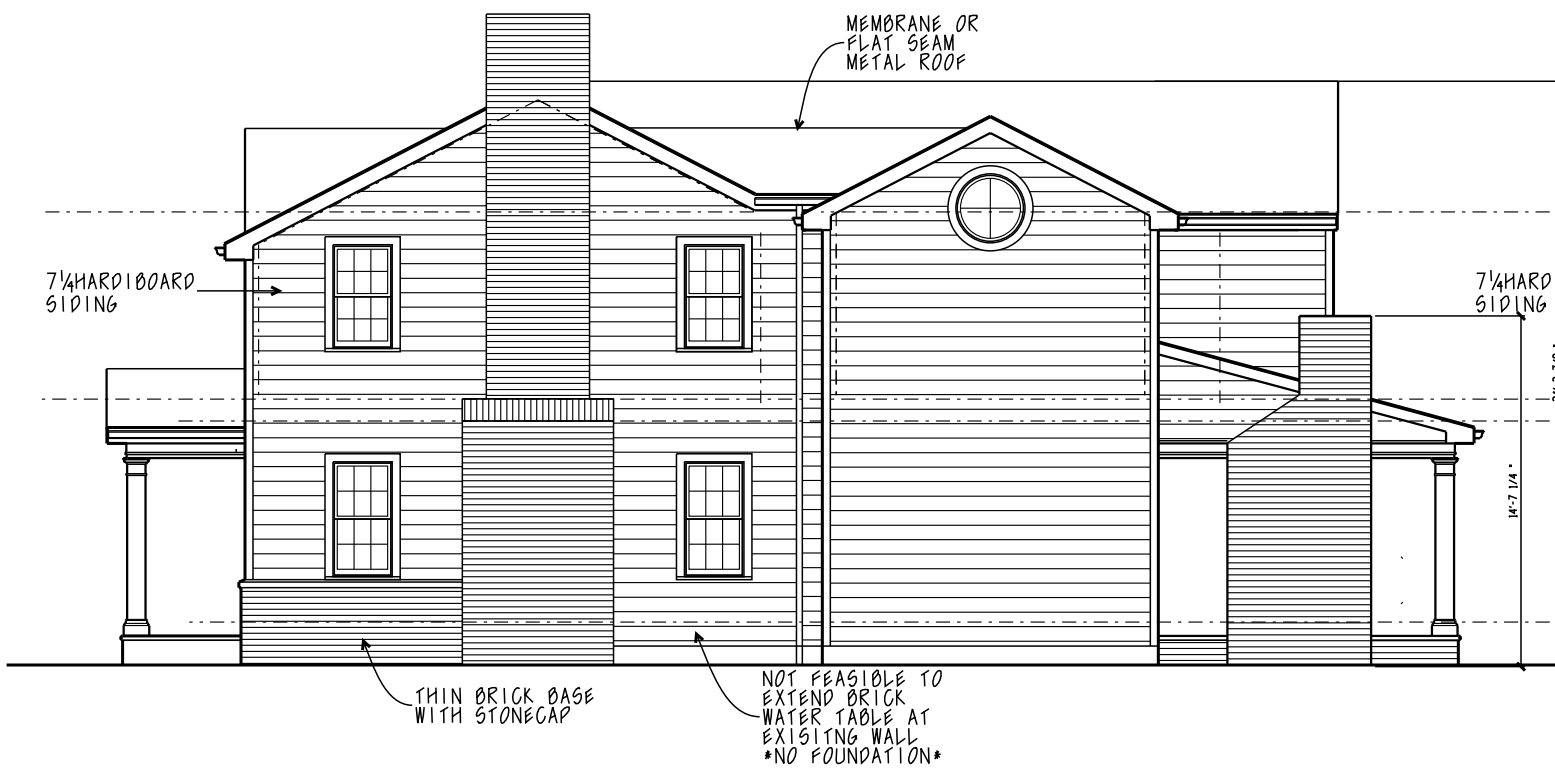 MEMBRANE OR
FLAT SEAM
METAL ROOF
7¼HARDIBOARD
SIDING
7¼HARD
SIDING
14'-7 1/4 "
THIN BRICK BASE
WITH STONECAP
NOT FEASIBLE TO
EXTEND BRICK
WATER TABLE AT
EXISITNG WALL
*NO FOUNDATION*